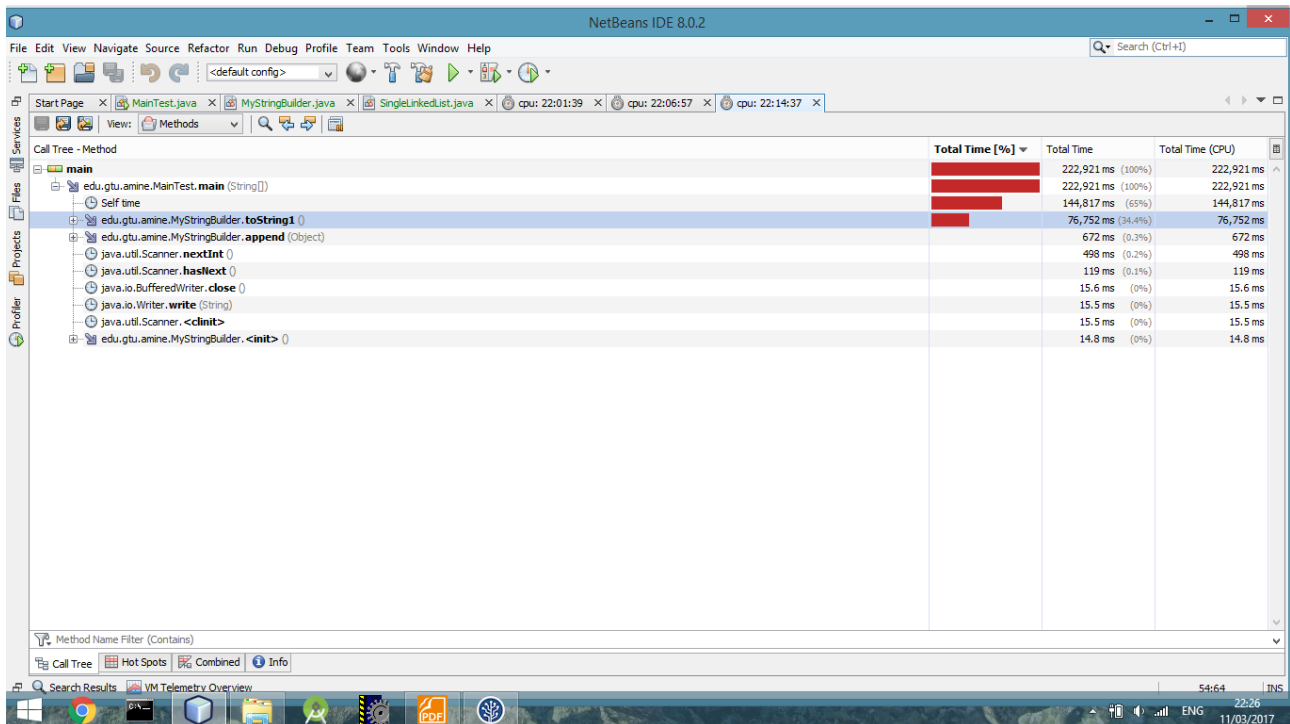 NetBeans IDE 8.0.2
File Edit View Navigate Source Refactor Run Debug Profile Team Tools Window Help
Search (Ctrl+I)
<default config>
Start Page MainTest.java MyStringBuilder.java SingleLinkedList.java cpu: 22:01:39 cpu: 22:06:57 cpu: 22:14:37
View: Methods
Services
Files
Projects
Profiler
Call Tree - Method Total Time [%] Total Time Total Time (CPU)
main 222,921 ms (100%) 222,921 ms
edu.gtu.amine.MainTest.main (String[]) 222,921 ms (100%) 222,921 ms
Self time 144,817 ms (65%) 144,817 ms
edu.gtu.amine.MyStringBuilder.toString1 () 76,752 ms (34.4%) 76,752 ms
edu.gtu.amine.MyStringBuilder.append (Object) 672 ms (0.3%) 672 ms
java.util.Scanner.nextInt () 498 ms (0.2%) 498 ms
java.util.Scanner.hasNext () 119 ms (0.1%) 119 ms
java.io.BufferedWriter.close () 15.6 ms (0%) 15.6 ms
java.io.Writer.write (String) 15.5 ms (0%) 15.5 ms
java.util.Scanner.<clinit> 15.5 ms (0%) 15.5 ms
edu.gtu.amine.MyStringBuilder.<init> () 14.8 ms (0%) 14.8 ms
Method Name Filter (Contains)
Call Tree Hot Spots Combined Info
Search Results VM Telemetry Overview
54:64 INS
PDF
ENG
22:26
11/03/2017